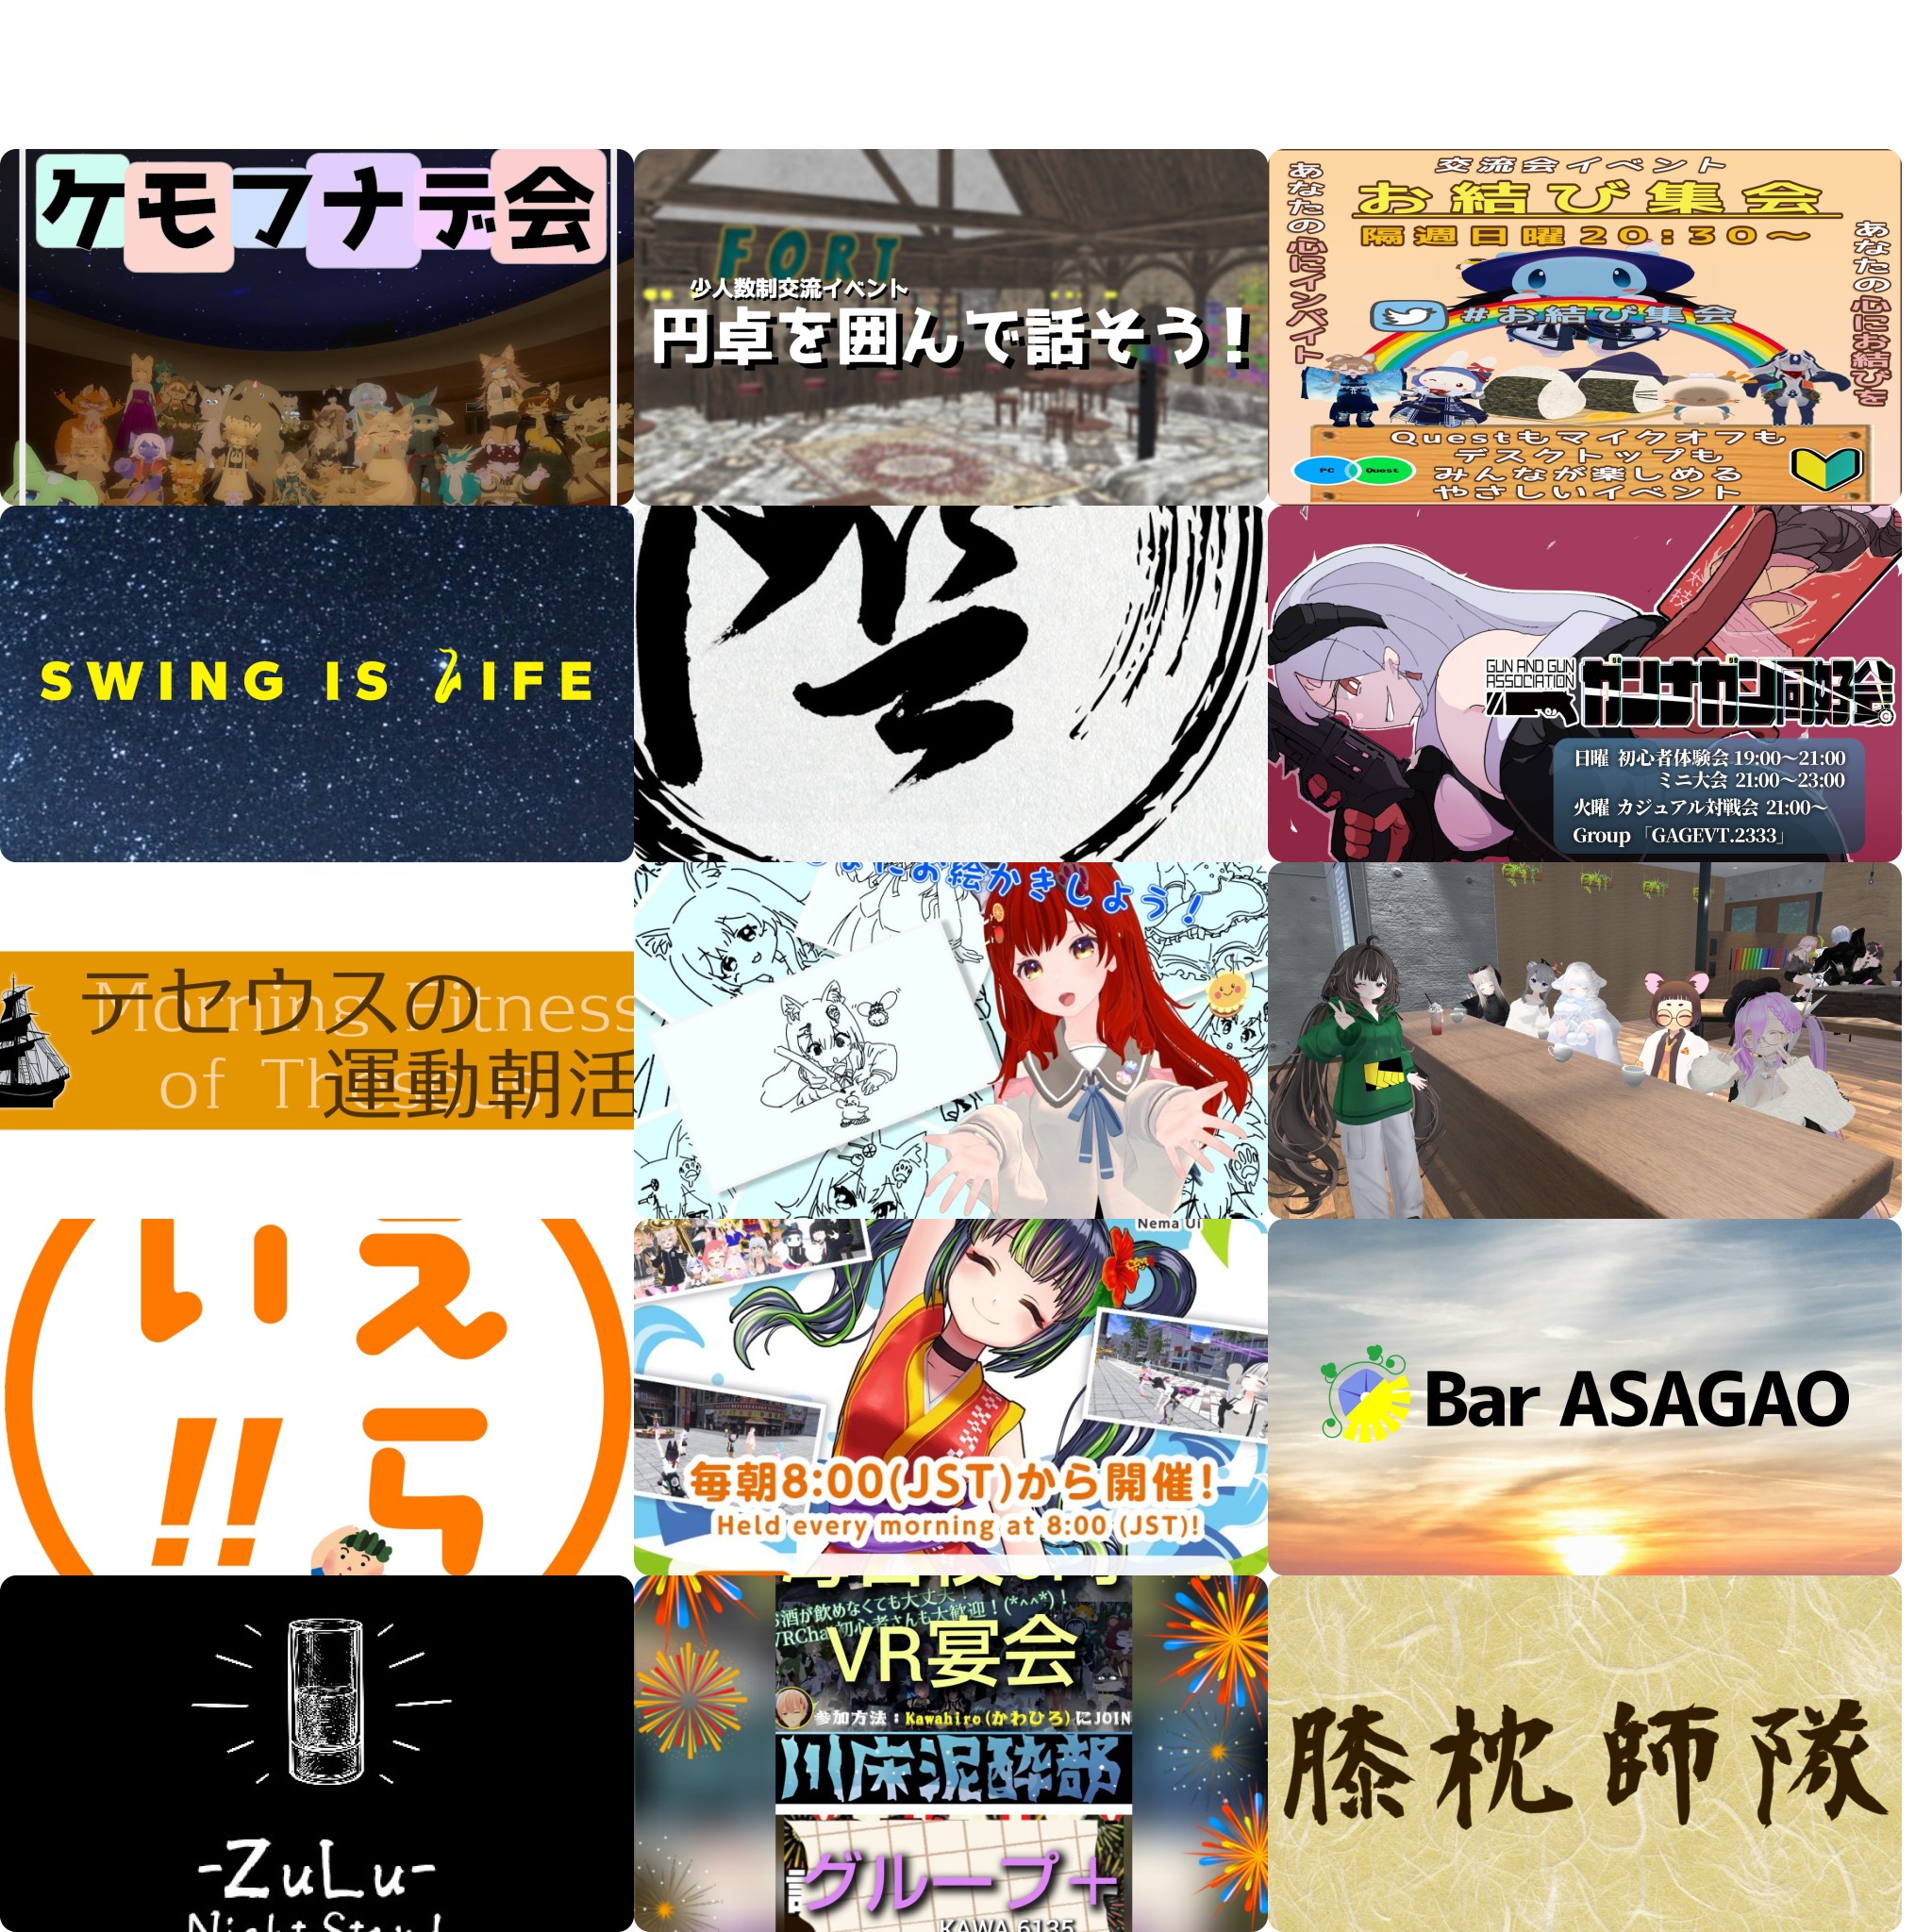 ケモフナデ会
FORT
少人数制交流イベント
円卓を囲んで話そう！
交流会イベント
お結び集会
隔週日曜20:30～
あなたの心にインバイト
あなたの心にお結びを
#お結び集会
Questもマイクオフも
デスクトップも
みんなが楽しめる
やさしいイベント
PC
Quest
SWING IS LIFE
GUN AND GUN
ASSOCIATION
ガンナガン同好会
日曜 初心者体験会 19:00～21:00
ミニ大会 21:00～23:00
火曜 カジュアル対戦会 21:00～
Group「GAGEVT.2333」
テセウスの
運動朝活
Morning Fitness
of Theseus
お絵かきしよう！
えら
い!!
Nema Ui
毎朝8:00(JST)から開催!
Held every morning at 8:00 (JST)!
Bar ASAGAO
-ZuLu-
お酒が飲めなくても大丈夫！
VRChat初心者さんも大歓迎！(*^^*)！
VR宴会
参加方法：Kawahiro(かわひろ)にJOIN
川床泥酔部
グループ＋
KAWA.6135
膝枕師隊